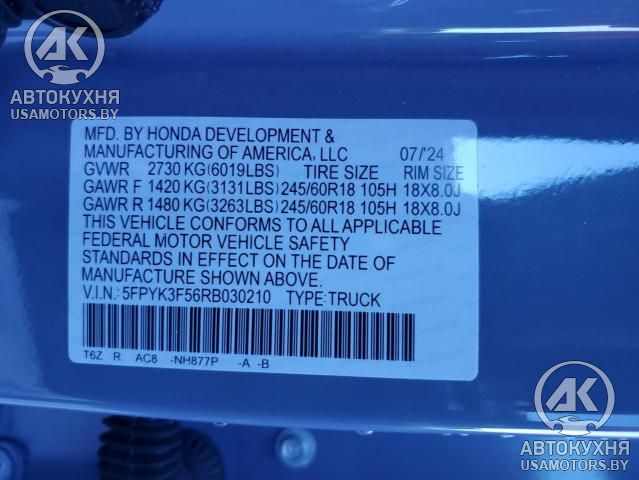 АК
АВТОКУХНЯ
USAMOTORS.BY
MFD. BY HONDA DEVELOPMENT &
MANUFACTURING OF AMERICA, LLC 07/'24
GVWR 2730 KG(6019LBS) TIRE SIZE RIM SIZE
GAWR F 1420 KG(3131LBS) 245/60R18 105H 18X8.0J
GAWR R 1480 KG(3263LBS) 245/60R18 105H 18X8.0J
THIS VEHICLE CONFORMS TO ALL APPLICABLE
FEDERAL MOTOR VEHICLE SAFETY
STANDARDS IN EFFECT ON THE DATE OF
MANUFACTURE SHOWN ABOVE.
V.I.N.: 5FPYK3F56RB030210 TYPE: TRUCK
T6Z R AC8 -NH877P -A -B
АК
АВТОКУХНЯ
USAMOTORS.BY